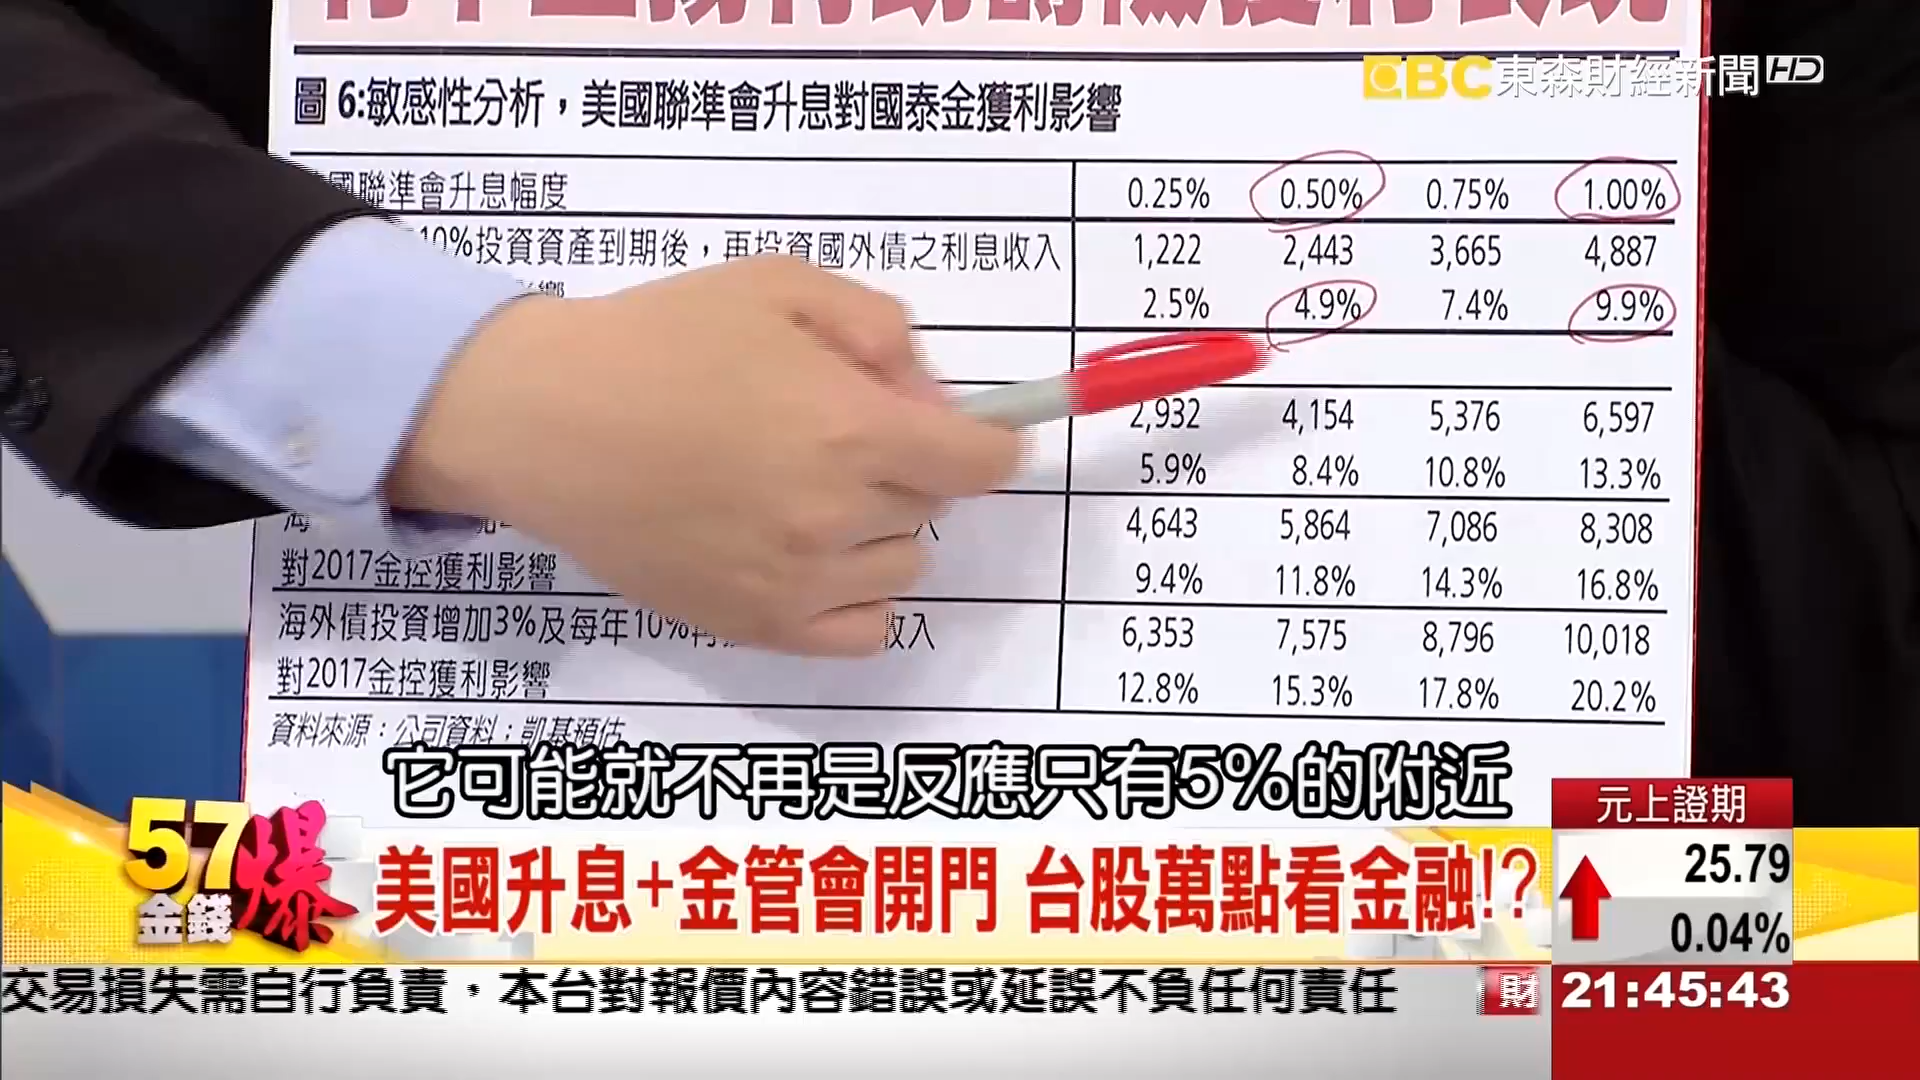 EBC東森財經新聞HD
圖 6:敏感性分析，美國聯準會升息對國泰金獲利影響
國聯準會升息幅度 0.25% 0.50% 0.75% 1.00%
10%投資資產到期後，再投資國外債之利息收入 1,222 2,443 3,665 4,887
影響 2.5% 4.9% 7.4% 9.9%
2,932 4,154 5,376 6,597
5.9% 8.4% 10.8% 13.3%
海 入 4,643 5,864 7,086 8,308
對2017金控獲利影響 9.4% 11.8% 14.3% 16.8%
海外債投資增加3%及每年10%再 收入 6,353 7,575 8,796 10,018
對2017金控獲利影響 12.8% 15.3% 17.8% 20.2%
資料來源：公司資料；凱基預估
它可能就不再是反應只有5%的附近
57金錢爆
美國升息+金管會開門 台股萬點看金融!?
元上證期
25.79
0.04%
交易損失需自行負責，本台對報價內容錯誤或延誤不負任何責任
財 21:45:43